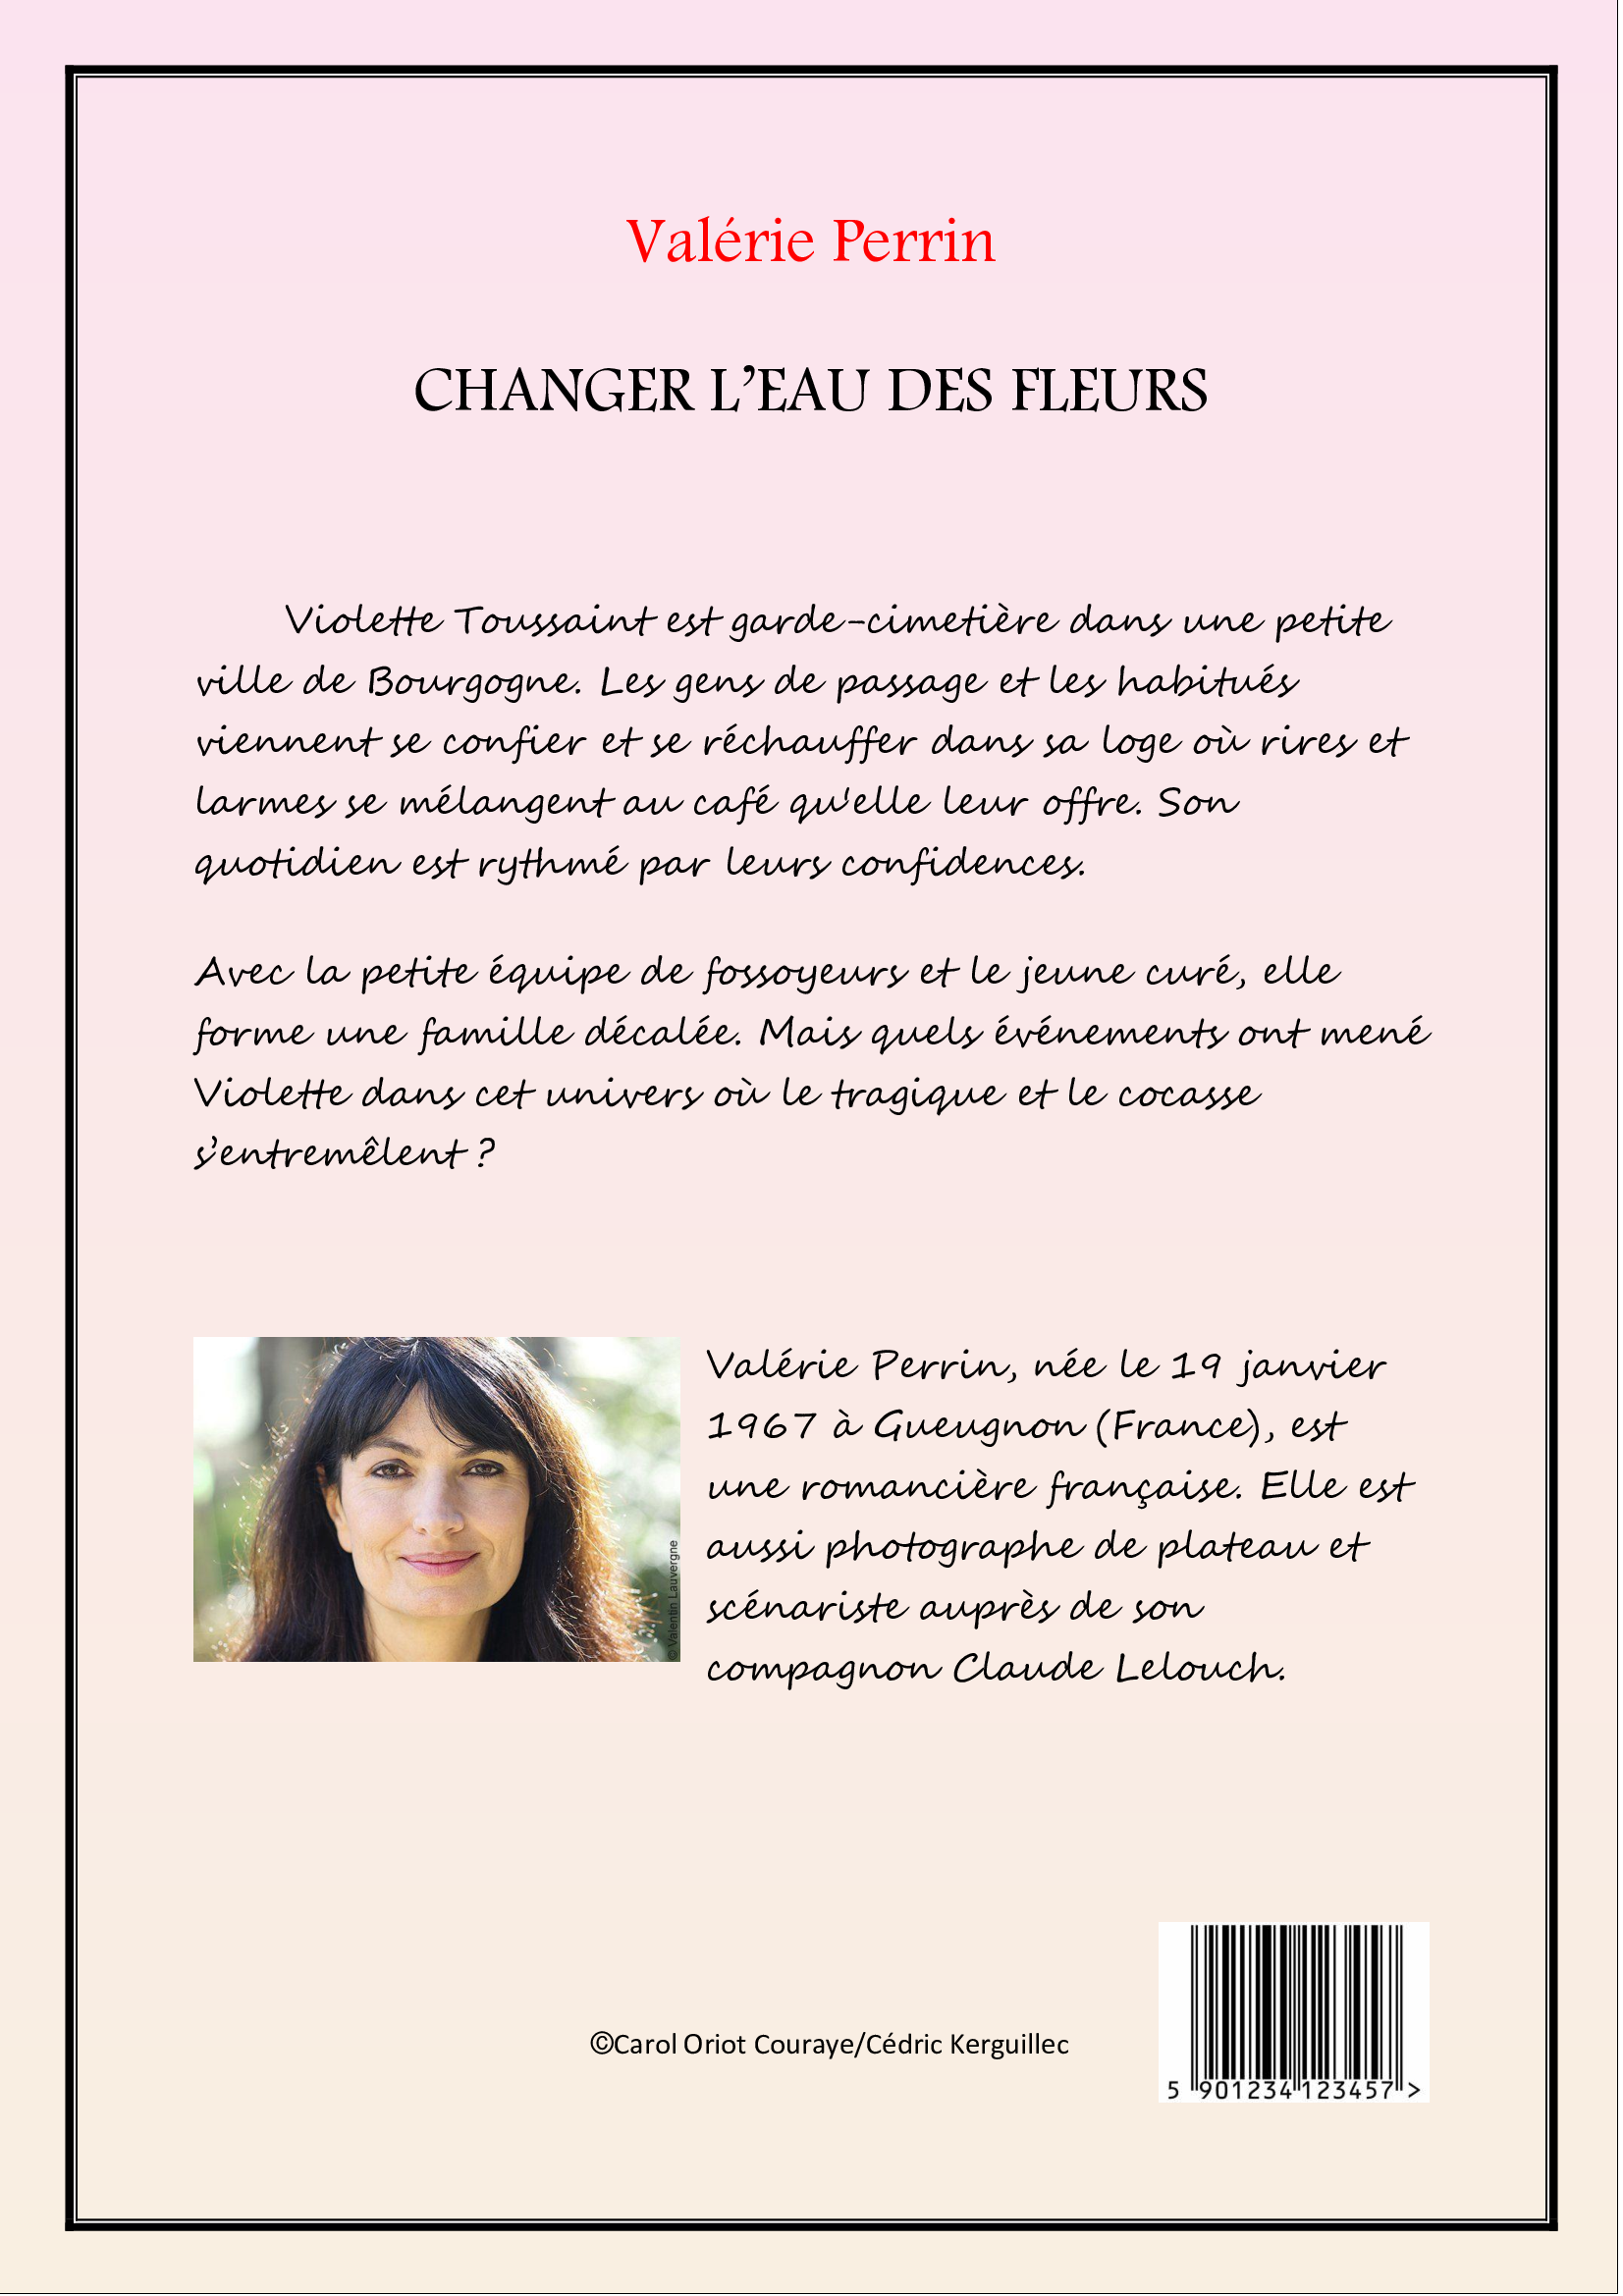 Valérie Perrin
CHANGER L’EAU DES FLEURS
Violette Toussaint est garde-cimetière dans une petite
ville de Bourgogne. Les gens de passage et les habitués
viennent se confier et se réchauffer dans sa loge où rires et
larmes se mélangent au café qu'elle leur offre. Son
quotidien est rythmé par leurs confidences.
Avec la petite équipe de fossoyeurs et le jeune curé, elle
forme une famille décalée. Mais quels événements ont mené
Violette dans cet univers où le tragique et le cocasse
s’entremêlent ?
© Valentin Lauvergne
Valérie Perrin, née le 19 janvier
1967 à Gueugnon (France), est
une romancière française. Elle est
aussi photographe de plateau et
scénariste auprès de son
compagnon Claude Lelouch.
©Carol Oriot Couraye/Cédric Kerguillec
5 901234 123457 >